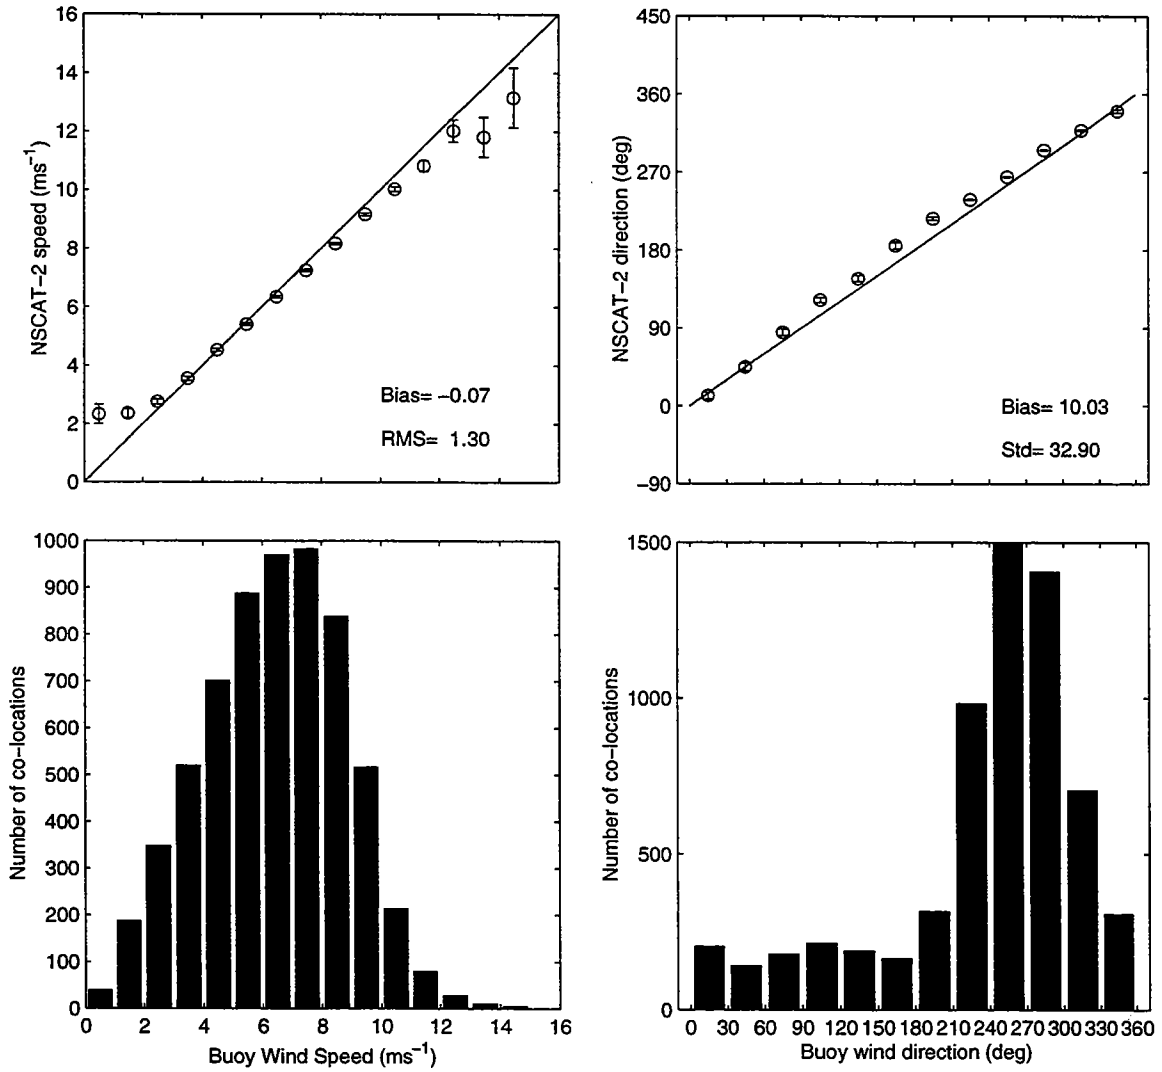 16
14
12
10
8
6
4
2
0
NSCAT−2 speed (ms⁻¹)
Bias= −0.07
RMS= 1.30
450
360
270
180
90
0
−90
NSCAT−2 direction (deg)
Bias= 10.03
Std= 32.90
1000
900
800
700
600
500
400
300
200
100
0
Number of co−locations
0 2 4 6 8 10 12 14 16
Buoy Wind Speed (ms⁻¹)
1500
1000
500
0
Number of co−locations
0 30 60 90 120 150 180 210 240 270 300 330 360
Buoy wind direction (deg)